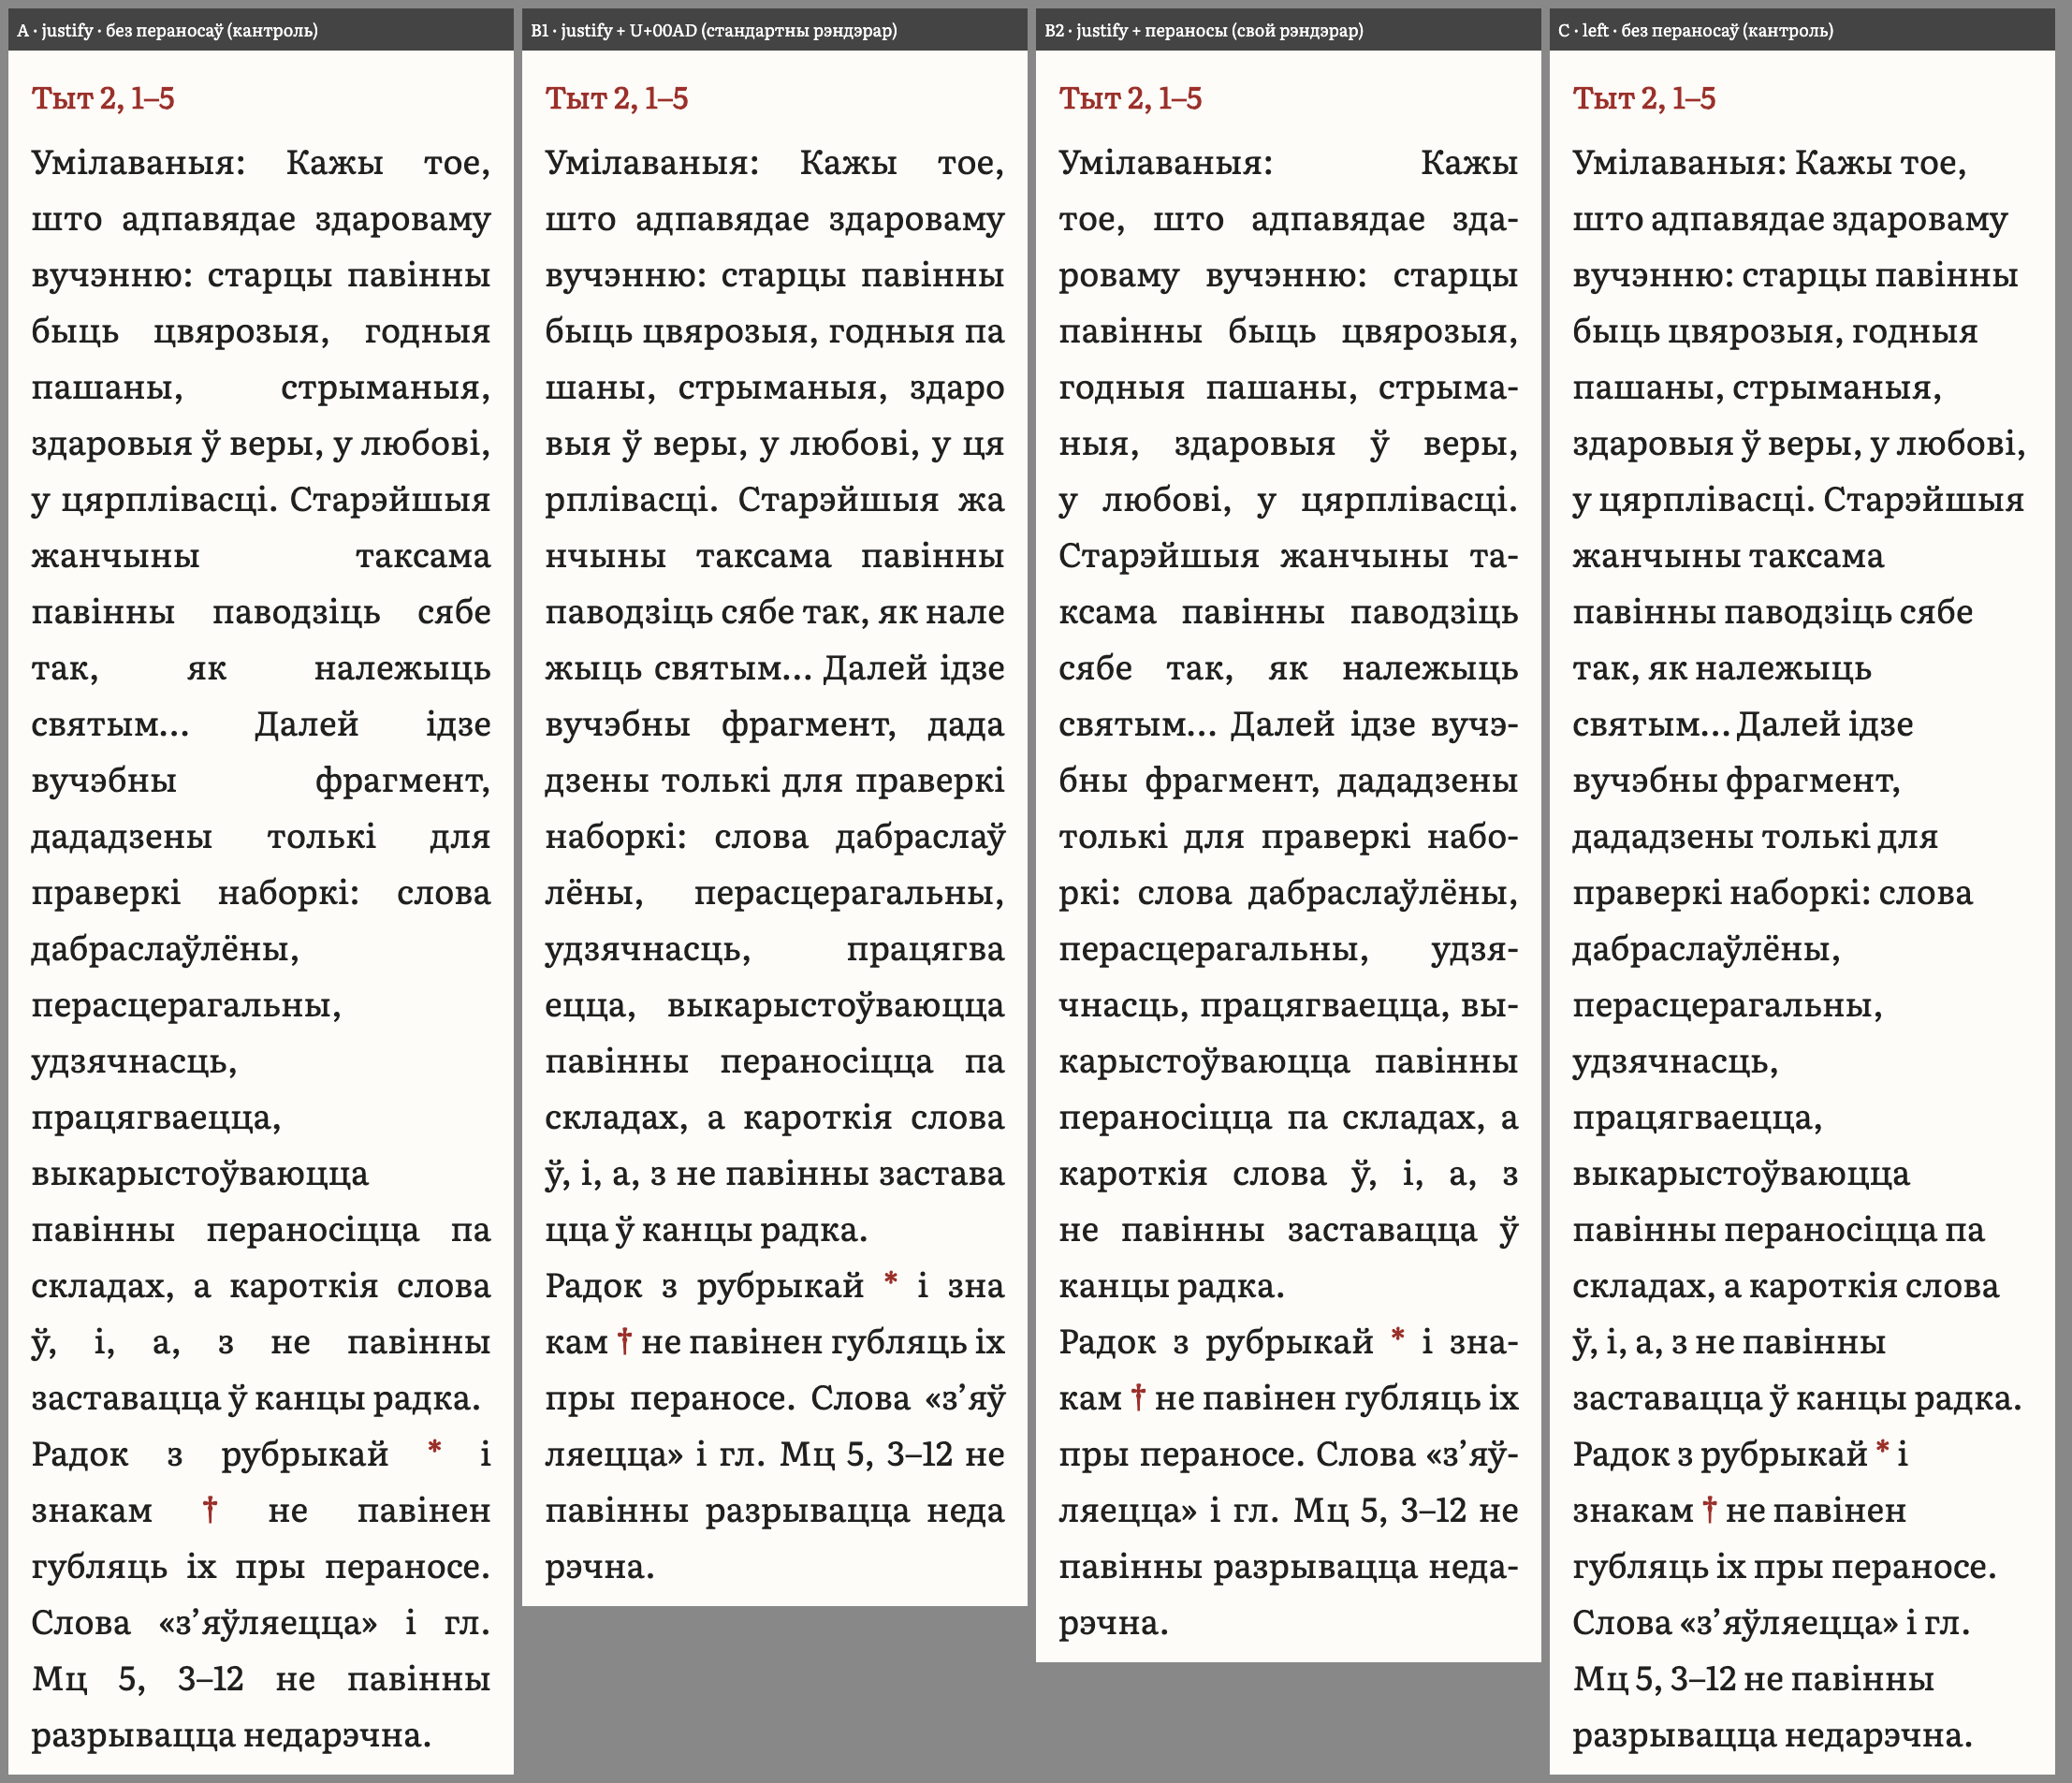 A · justify · без пераносаў (кантроль)
Тыт 2, 1–5
Умілаваныя: Кажы тое,
што адпавядае здароваму
вучэнню: старцы павінны
быць цвярозыя, годныя
пашаны, стрыманыя,
здаровыя ў веры, у любові,
у цярплівасці. Старэйшыя
жанчыны таксама
павінны паводзіць сябе
так, як належыць
святым... Далей ідзе
вучэбны фрагмент,
дададзены толькі для
праверкі наборкі: слова
дабраслаўлёны,
перасцерагальны,
удзячнасць,
працягваецца,
выкарыстоўваюцца
павінны пераносіцца па
складах, а кароткія слова
ў, і, а, з не павінны
заставацца ў канцы радка.
Радок з рубрыкай * і
знакам † не павінен
губляць іх пры пераносе.
Слова «з’яўляецца» і гл.
Мц 5, 3–12 не павінны
разрывацца недарэчна.
B1 · justify + U+00AD (стандартны рэндэрар)
Тыт 2, 1–5
Умілаваныя: Кажы тое,
што адпавядае здароваму
вучэнню: старцы павінны
быць цвярозыя, годныя па
шаны, стрыманыя, здаро
выя ў веры, у любові, у ця
рплівасці. Старэйшыя жа
нчыны таксама павінны
паводзіць сябе так, як нале
жыць святым... Далей ідзе
вучэбны фрагмент, дада
дзены толькі для праверкі
наборкі: слова дабраслаў
лёны, перасцерагальны,
удзячнасць, працягва
ецца, выкарыстоўваюцца
павінны пераносіцца па
складах, а кароткія слова
ў, і, а, з не павінны застава
цца ў канцы радка.
Радок з рубрыкай * і зна
кам † не павінен губляць іх
пры пераносе. Слова «з’яў
ляецца» і гл. Мц 5, 3–12 не
павінны разрывацца неда
рэчна.
B2 · justify + пераносы (свой рэндэрар)
Тыт 2, 1–5
Умілаваныя: Кажы
тое, што адпавядае зда-
роваму вучэнню: старцы
павінны быць цвярозыя,
годныя пашаны, стрыма-
ныя, здаровыя ў веры,
у любові, у цярплівасці.
Старэйшыя жанчыны та-
ксама павінны паводзіць
сябе так, як належыць
святым... Далей ідзе вучэ-
бны фрагмент, дададзены
толькі для праверкі набо-
ркі: слова дабраслаўлёны,
перасцерагальны, удзя-
чнасць, працягваецца, вы-
карыстоўваюцца павінны
пераносіцца па складах, а
кароткія слова ў, і, а, з
не павінны заставацца ў
канцы радка.
Радок з рубрыкай * і зна-
кам † не павінен губляць іх
пры пераносе. Слова «з’яў-
ляецца» і гл. Мц 5, 3–12 не
павінны разрывацца неда-
рэчна.
C · left · без пераносаў (кантроль)
Тыт 2, 1–5
Умілаваныя: Кажы тое,
што адпавядае здароваму
вучэнню: старцы павінны
быць цвярозыя, годныя
пашаны, стрыманыя,
здаровыя ў веры, у любові,
у цярплівасці. Старэйшыя
жанчыны таксама
павінны паводзіць сябе
так, як належыць
святым... Далей ідзе
вучэбны фрагмент,
дададзены толькі для
праверкі наборкі: слова
дабраслаўлёны,
перасцерагальны,
удзячнасць,
працягваецца,
выкарыстоўваюцца
павінны пераносіцца па
складах, а кароткія слова
ў, і, а, з не павінны
заставацца ў канцы радка.
Радок з рубрыкай * і
знакам † не павінен
губляць іх пры пераносе.
Слова «з’яўляецца» і гл.
Мц 5, 3–12 не павінны
разрывацца недарэчна.